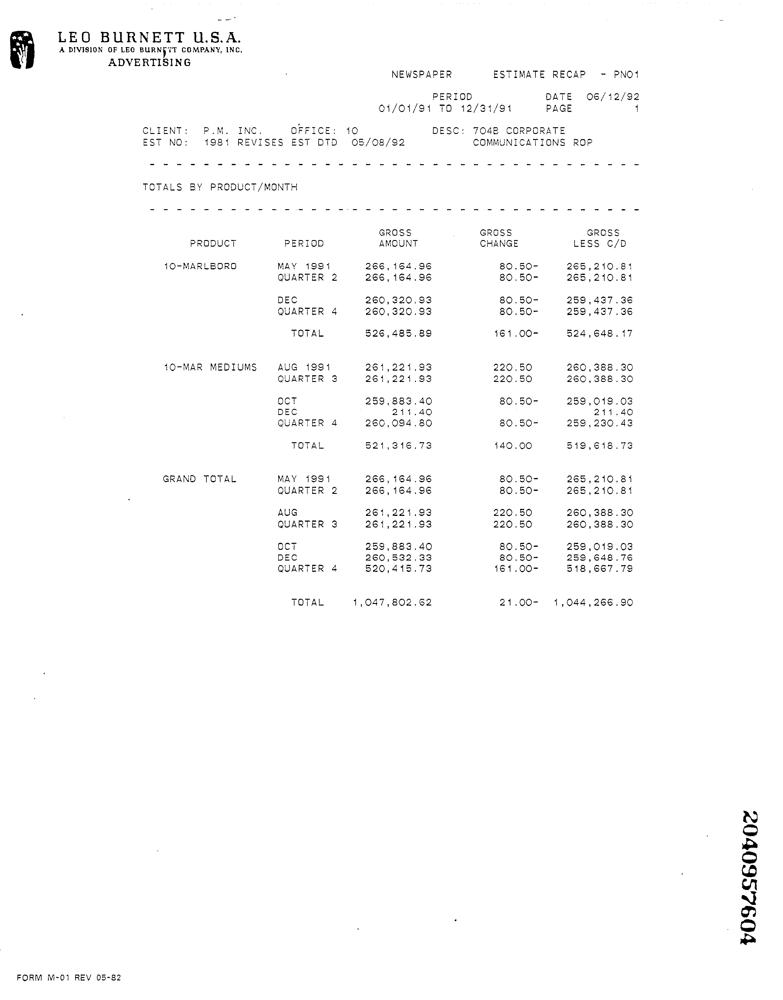 LEO BURNETT U.S.A.
A DIVISION OF LEO BURNETT COMPANY, INC.
ADVERTISING
NEWSPAPER ESTIMATE RECAP - PN01
PERIOD DATE 06/12/92
01/01/91 TO 12/31/91 PAGE 1
CLIENT: P.M. INC. OFFICE: 10 DESC: 704B CORPORATE
EST NO: 1981 REVISES EST DTD 05/08/92 COMMUNICATIONS ROP
- - - - - - - - - - - - - - - - - - - - - - - - - - - - - - - - - - - - -
TOTALS BY PRODUCT/MONTH
- - - - - - - - - - - - - - - - - - - - - - - - - - - - - - - - - - - - -
GROSS GROSS GROSS
PRODUCT PERIOD AMOUNT CHANGE LESS C/D
10-MARLBORO MAY 1991 266,164.96 80.50- 265,210.81
QUARTER 2 266,164.96 80.50- 265,210.81
DEC 260,320.93 80.50- 259,437.36
QUARTER 4 260,320.93 80.50- 259,437.36
TOTAL 526,485.89 161.00- 524,648.17
10-MAR MEDIUMS AUG 1991 261,221.93 220.50 260,388.30
QUARTER 3 261,221.93 220.50 260,388.30
OCT 259,883.40 80.50- 259,019.03
DEC 211.40 211.40
QUARTER 4 260,094.80 80.50- 259,230.43
TOTAL 521,316.73 140.00 519,618.73
GRAND TOTAL MAY 1991 266,164.96 80.50- 265,210.81
QUARTER 2 266,164.96 80.50- 265,210.81
AUG 261,221.93 220.50 260,388.30
QUARTER 3 261,221.93 220.50 260,388.30
OCT 259,883.40 80.50- 259,019.03
DEC 260,532.33 80.50- 259,648.76
QUARTER 4 520,415.73 161.00- 518,667.79
TOTAL 1,047,802.62 21.00- 1,044,266.90
2040957604
FORM M-01 REV 05-82